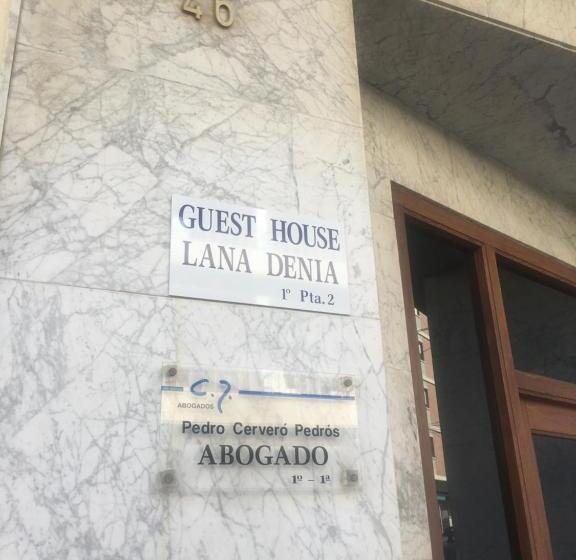 46
GUEST HOUSE
LANA DENIA
1º Pta.2
C.P.
ABOGADOS
Pedro Cerveró Pedrós
ABOGADO
1º - 1ª